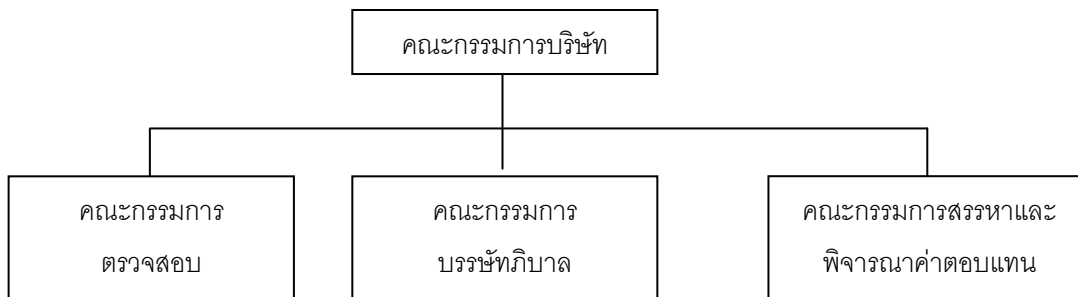 คณะกรรมการบริษัท
คณะกรรมการ
ตรวจสอบ
คณะกรรมการ
บรรษัทภิบาล
คณะกรรมการสรรหาและ
พิจารณาค่าตอบแทน